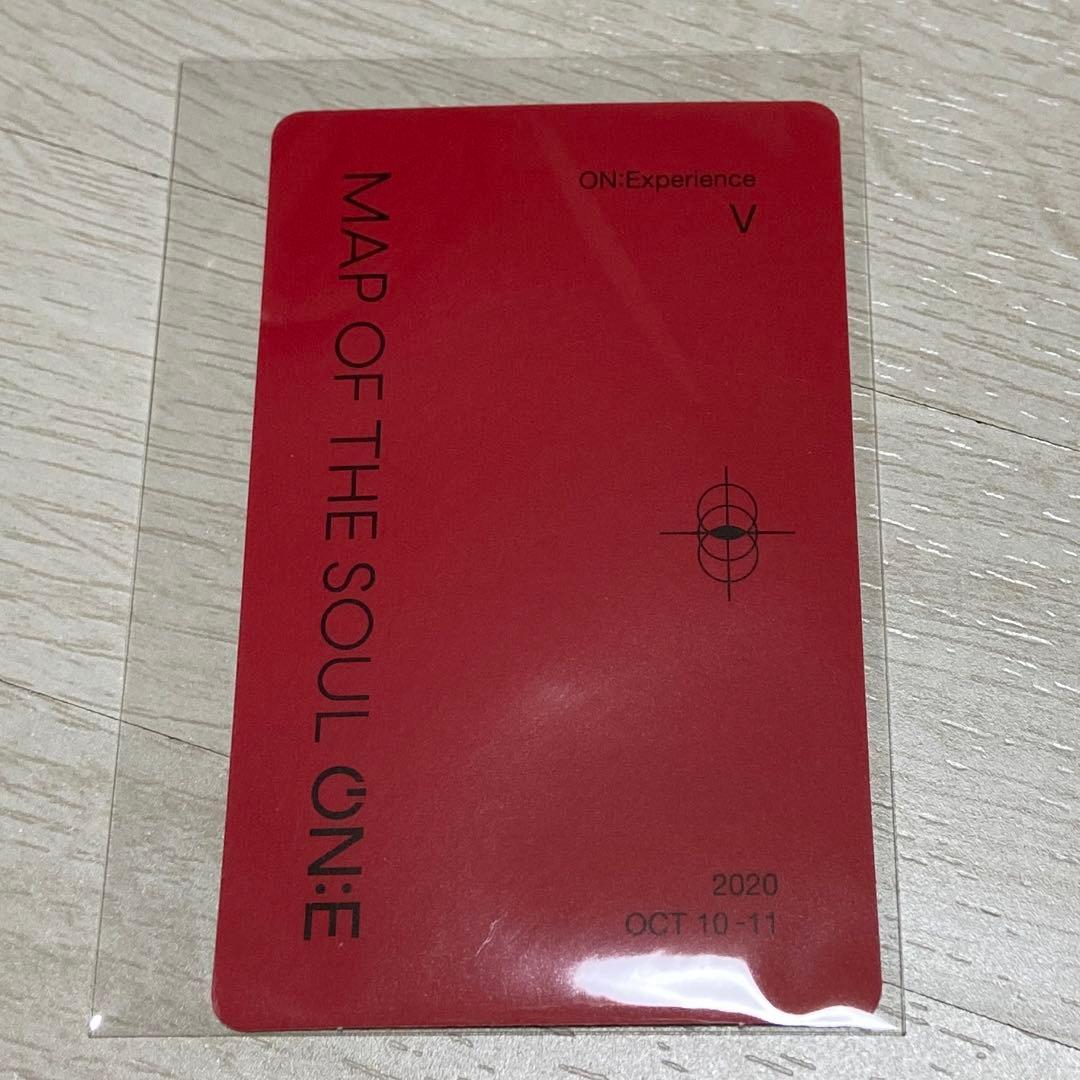 ON:Experience
V
MAP OF THE SOUL ON:E
2020
OCT 10 -11